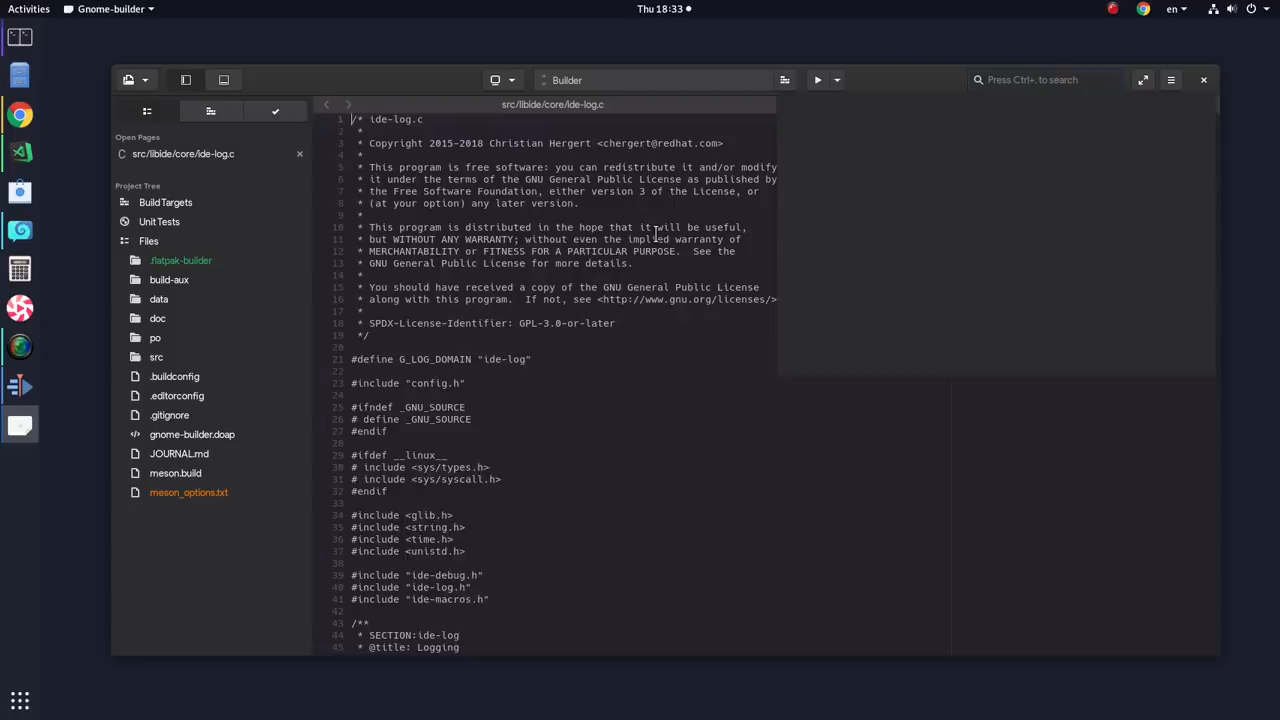 Activities
Gnome-builder
Thu 18:33
en
Builder
Press Ctrl+. to search
Open Pages
src/libide/core/ide-log.c
Project Tree
Build Targets
Unit Tests
Files
.flatpak-builder
build-aux
data
doc
po
src
.buildconfig
.editorconfig
.gitignore
gnome-builder.doap
JOURNAL.md
meson.build
meson_options.txt
src/libide/core/ide-log.c
1 /* ide-log.c
2 *
3 * Copyright 2015-2018 Christian Hergert <chergert@redhat.com>
4 *
5 * This program is free software: you can redistribute it and/or modify
6 * it under the terms of the GNU General Public License as published by
7 * the Free Software Foundation, either version 3 of the License, or
8 * (at your option) any later version.
9 *
10 * This program is distributed in the hope that it will be useful,
11 * but WITHOUT ANY WARRANTY; without even the implied warranty of
12 * MERCHANTABILITY or FITNESS FOR A PARTICULAR PURPOSE.  See the
13 * GNU General Public License for more details.
14 *
15 * You should have received a copy of the GNU General Public License
16 * along with this program.  If not, see <http://www.gnu.org/licenses/>
17 *
18 * SPDX-License-Identifier: GPL-3.0-or-later
19 */
20
21 #define G_LOG_DOMAIN "ide-log"
22
23 #include "config.h"
24
25 #ifndef _GNU_SOURCE
26 # define _GNU_SOURCE
27 #endif
28
29 #ifdef __linux__
30 # include <sys/types.h>
31 # include <sys/syscall.h>
32 #endif
33
34 #include <glib.h>
35 #include <string.h>
36 #include <time.h>
37 #include <unistd.h>
38
39 #include "ide-debug.h"
40 #include "ide-log.h"
41 #include "ide-macros.h"
42
43 /**
44 * SECTION:ide-log
45 * @title: Logging